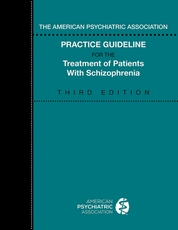 THE AMERICAN PSYCHIATRIC ASSOCIATION
PRACTICE GUIDELINE
FOR THE
Treatment of Patients
With Schizophrenia
THIRD EDITION
AMERICAN
PSYCHIATRIC
ASSOCIATION